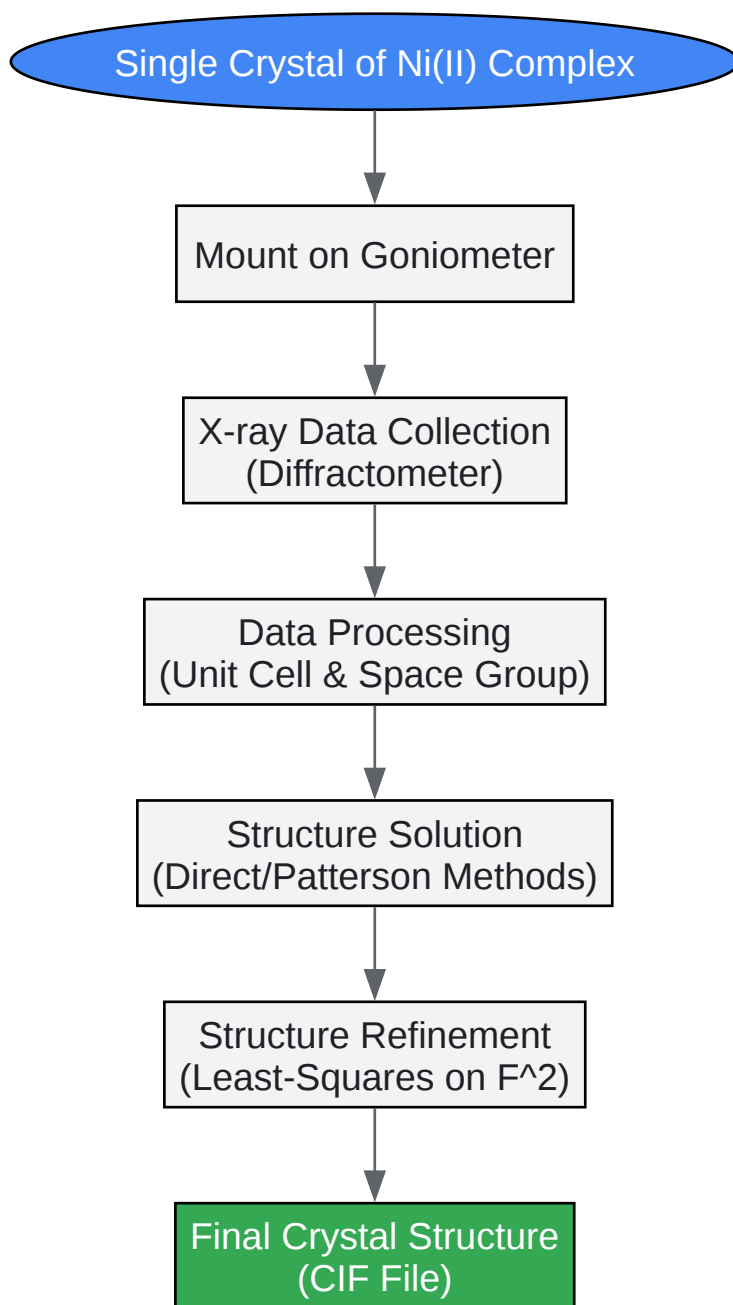 Single Crystal of Ni(II) Complex
Mount on Goniometer
X-ray Data Collection
(Diffractometer)
Data Processing
(Unit Cell & Space Group)
Structure Solution
(Direct/Patterson Methods)
Structure Refinement
(Least-Squares on F^2)
Final Crystal Structure
(CIF File)